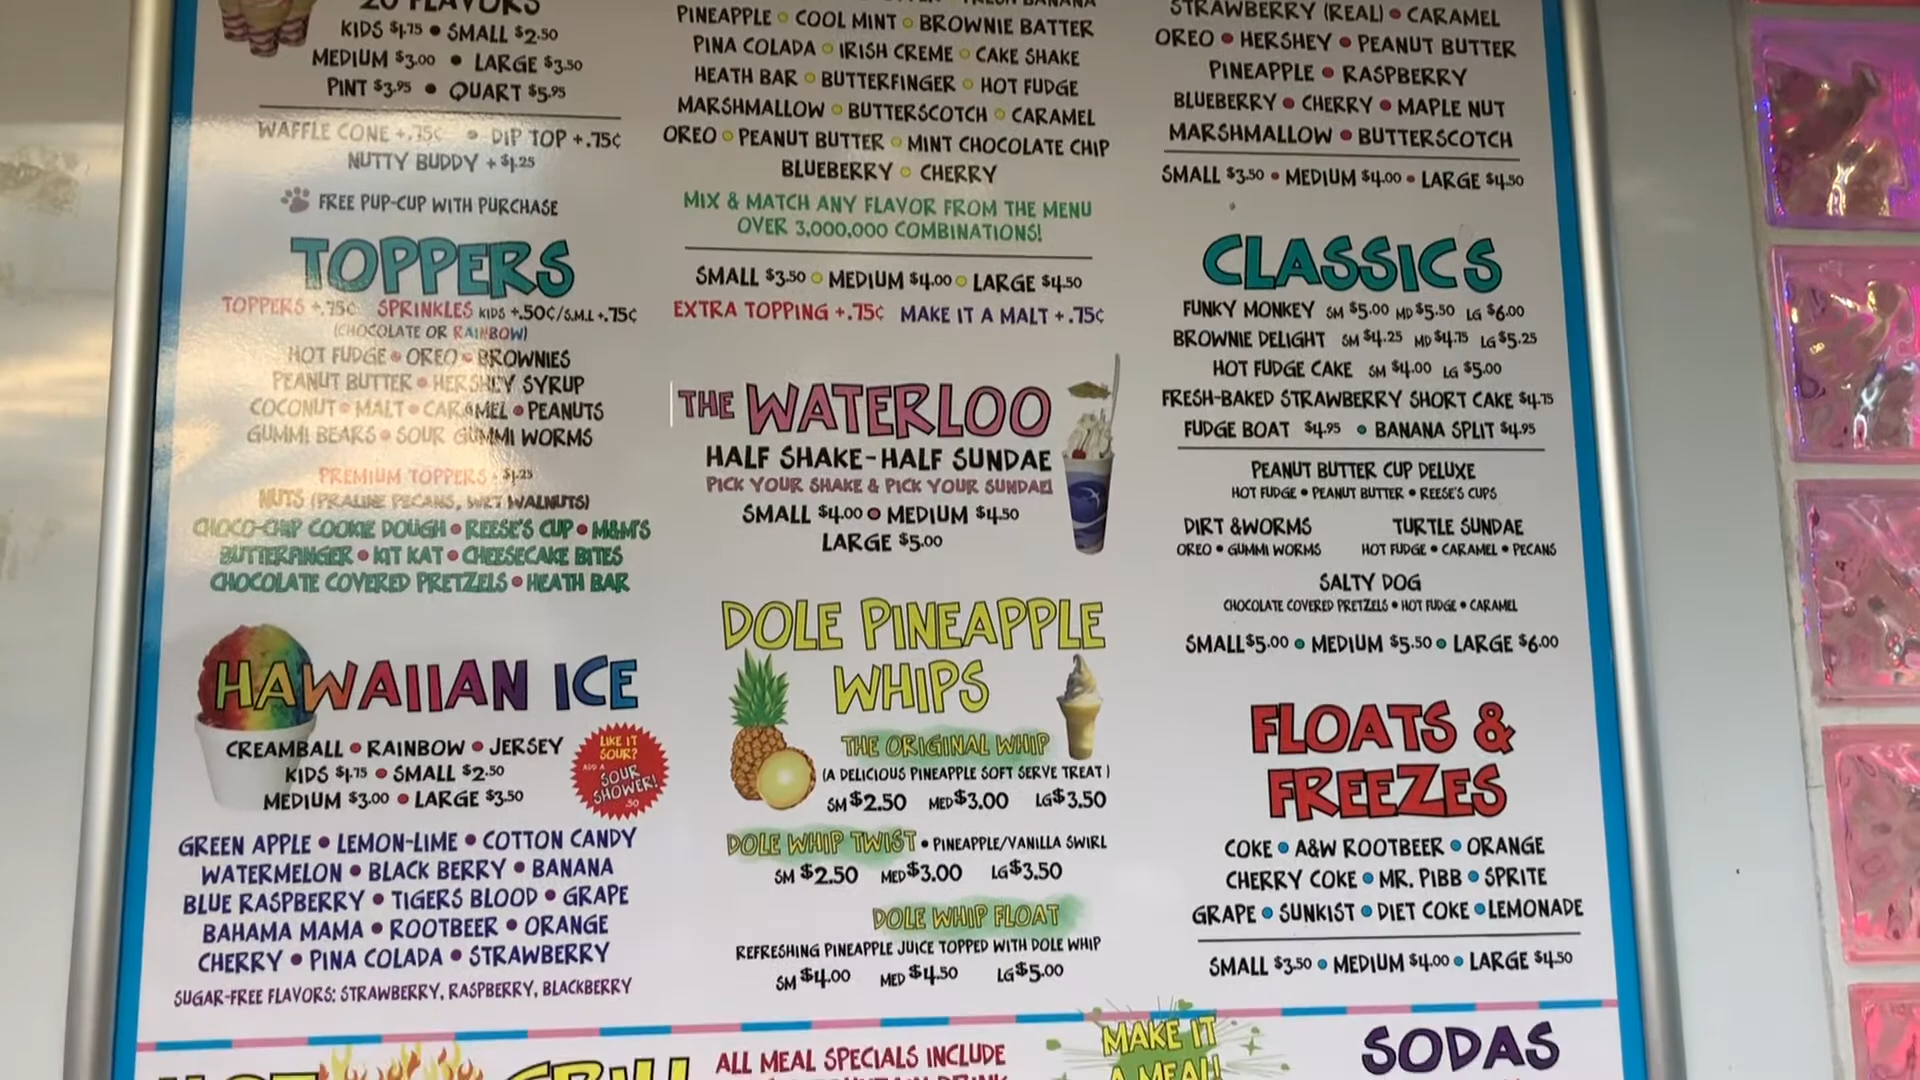 20 FLAVORS
KIDS $1.75 • SMALL $2.50
MEDIUM $3.00 • LARGE $3.50
PINT $3.95 • QUART $5.95
WAFFLE CONE +.75¢ • DIP TOP +.75¢
NUTTY BUDDY + $1.25
FREE PUP-CUP WITH PURCHASE
TOPPERS
TOPPERS +.75¢ SPRINKLES KIDS +.50¢/S.M.L +.75¢
(CHOCOLATE OR RAINBOW)
HOT FUDGE • OREO • BROWNIES
PEANUT BUTTER • HERSHEY SYRUP
COCONUT • MALT • CARAMEL • PEANUTS
GUMMI BEARS • SOUR GUMMI WORMS
PREMIUM TOPPERS + $1.25
NUTS (PRALINE PECANS, WET WALNUTS)
CHOCO-CHIP COOKIE DOUGH • REESE'S CUP • M&M'S
BUTTERFINGER • KIT KAT • CHEESECAKE BITES
CHOCOLATE COVERED PRETZELS • HEATH BAR
HAWAIIAN ICE
CREAMBALL • RAINBOW • JERSEY
KIDS $1.75 • SMALL $2.50
MEDIUM $3.00 • LARGE $3.50
LIKE IT
SOUR?
ADD A
SOUR
SHOWER!
.50
GREEN APPLE • LEMON-LIME • COTTON CANDY
WATERMELON • BLACK BERRY • BANANA
BLUE RASPBERRY • TIGERS BLOOD • GRAPE
BAHAMA MAMA • ROOTBEER • ORANGE
CHERRY • PINA COLADA • STRAWBERRY
SUGAR-FREE FLAVORS: STRAWBERRY, RASPBERRY, BLACKBERRY
PINEAPPLE • COOL MINT • BROWNIE BATTER
PINA COLADA • IRISH CREME • CAKE SHAKE
HEATH BAR • BUTTERFINGER • HOT FUDGE
MARSHMALLOW • BUTTERSCOTCH • CARAMEL
OREO • PEANUT BUTTER • MINT CHOCOLATE CHIP
BLUEBERRY • CHERRY
MIX & MATCH ANY FLAVOR FROM THE MENU
OVER 3,000,000 COMBINATIONS!
SMALL $3.50 • MEDIUM $4.00 • LARGE $4.50
EXTRA TOPPING +.75¢ MAKE IT A MALT +.75¢
THE WATERLOO
HALF SHAKE-HALF SUNDAE
PICK YOUR SHAKE & PICK YOUR SUNDAE!
SMALL $4.00 • MEDIUM $4.50
LARGE $5.00
DOLE PINEAPPLE
WHIPS
THE ORIGINAL WHIP
(A DELICIOUS PINEAPPLE SOFT SERVE TREAT)
SM $2.50 MED $3.00 LG $3.50
DOLE WHIP TWIST • PINEAPPLE/VANILLA SWIRL
SM $2.50 MED $3.00 LG $3.50
DOLE WHIP FLOAT
REFRESHING PINEAPPLE JUICE TOPPED WITH DOLE WHIP
SM $4.00 MED $4.50 LG $5.00
STRAWBERRY (REAL) • CARAMEL
OREO • HERSHEY • PEANUT BUTTER
PINEAPPLE • RASPBERRY
BLUEBERRY • CHERRY • MAPLE NUT
MARSHMALLOW • BUTTERSCOTCH
SMALL $3.50 • MEDIUM $4.00 • LARGE $4.50
CLASSICS
FUNKY MONKEY SM $5.00 MD $5.50 LG $6.00
BROWNIE DELIGHT SM $4.25 MD $4.75 LG $5.25
HOT FUDGE CAKE SM $4.00 LG $5.00
FRESH-BAKED STRAWBERRY SHORT CAKE $4.75
FUDGE BOAT $4.95 • BANANA SPLIT $4.95
PEANUT BUTTER CUP DELUXE
HOT FUDGE • PEANUT BUTTER • REESE'S CUPS
DIRT & WORMS
OREO • GUMMI WORMS
TURTLE SUNDAE
HOT FUDGE • CARAMEL • PECANS
SALTY DOG
CHOCOLATE COVERED PRETZELS • HOT FUDGE • CARAMEL
SMALL $5.00 • MEDIUM $5.50 • LARGE $6.00
FLOATS &
FREEZES
COKE • A&W ROOTBEER • ORANGE
CHERRY COKE • MR. PIBB • SPRITE
GRAPE • SUNKIST • DIET COKE • LEMONADE
SMALL $3.50 • MEDIUM $4.00 • LARGE $4.50
ALL MEAL SPECIALS INCLUDE
MAKE IT
A MEAL!
SODAS